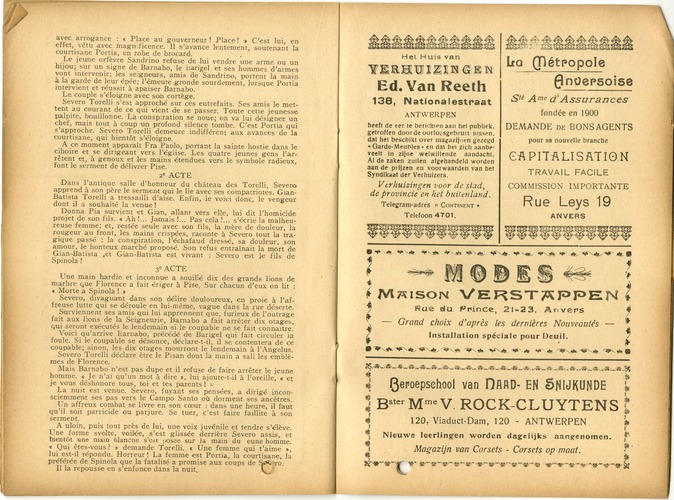 avec arrogance : « Place au gouverneur ! Place ! » C'est lui, en
effet, vêtu avec magnificence. Il s'avance lentement, soutenant la
courtisane Portia, en robe de brocard.
Le jeune orfèvre Sandrino refuse de lui vendre une arme ou un
bijou; sur un signe de Barnabo, le Barigel et ses hommes d'armes
vont intervenir; les seigneurs, amis de Sandrino, portent la main
à la garde de leur épée; l'émeute gronde sourdement, lorsque Portia
intervient et réussit à apaiser Barnabo.
Le couple s'éloigne avec son cortège.
Severo Torelli s'est approché sur ces entrefaits. Ses amis le met-
tent au courant de ce qui vient de se passer. Toute cette jeunesse
palpite, bouillonne. La conspiration se noue; on va lui désigner un
chef, mais tout à coup un profond silence tombe. C'est Portia qui
s'approche. Severo Torelli demeure indifférent aux avances de la
courtisane, qui bientôt s'éloigne.
A ce moment apparaît Fra Paolo, portant la sainte hostie dans le
ciboire et se dirigeant vers l'église. Les quatre jeunes gens l'ar-
rêtent et, à genoux et les mains étendues vers le symbole radieux,
font le serment de délivrer Pise.
2e ACTE
Dans l'antique salle d'honneur du château des Torelli, Severo
apprend à son père le serment qui le lie avec ses compatriotes. Gian-
Batista Torelli a tressailli d'aise. Enfin, le voici donc, le vengeur
dont il a souhaité la venue !
Donna Pia survient et Gian, allant vers elle, lui dit l'homicide
projet de son fils. « Ah !... Jamais !... Pas cela !... s'écrie la malheu-
reuse femme; et, restée seule avec son fils, la mère de douleur, la
rougeur au front, les mains crispées, raconte à Severo tout le tra-
gique passé : la conspiration, l'échafaud dressé, sa douleur, son
amour, le honteux marché proposé. Son refus entraînait la mort de
Gian-Batista ,et Gian-Batista est vivant : Severo est le fils de
Spinola !
3e ACTE
Une main hardie et inconnue a souillé dix des grands lions de
marbre que Florence a fait ériger à Pise. Sur chacun d'eux on lit :
« Morte a Spinola ! »
Severo, divaguant dans son délire douloureux, en proie à l'af-
freuse lutte qui se déroule en lui-même, vague dans la rue déserte.
Surviennent ses amis qui lui apprennent que, furieux de l'outrage
fait aux lions de la Seigneurie, Barnabo a fait arrêter dix otages,
qui seront exécutés le lendemain si le coupable ne se fait connaître.
Voici qu'arrive Barnabo, précédé de Barigel qui fait circuler la
foule. Si le coupable se dénonce, déclare-t-il, il se contentera de ce
coupable; sinon, les dix otages mourront le lendemain à l'Angelus.
Severo Torelli déclare être le Pisan dont la main a sali les emblè-
mes de Florence.
Mais Barnabo n'est pas dupe et il refuse de faire arrêter le jeune
homme. « Je n'ai qu'un mot à dire », lui ajoute-t-il à l'oreille, « et
je vous déshonore tous, toi et tes parents ! »
La nuit est venue. Severo, fuyant ses pensées, a dirigé incon-
sciemment ses pas vers le Campo Santo où dorment ses ancêtres.
Un affreux combat se livre en son cœur : dans une heure, il faut
qu'il soit parricide ou parjure. Se tuer, c'est faire faillite à son
serment.
A uloin, puis tout près de lui, une voix juvénile et tendre s'élève.
Une forme svelte, voilée, s'est glissée derrière Severo assis, et
bientôt une main blanche s'est posée sur la main du eune homme.
« Qui êtes-vous? » demande Torelli. « Une femme qui t'aime »,
lui est-il répondu. Horreur! La femme est Portia, la courtisane, la
préférée de Spinola que la fatalité a promise aux coups de Severo.
Il la repousse en s'enfonce dans la nuit.
Het Huis van
VERHUIZINGEN
Ed. Van Reeth
138, Nationalestraat
ANTWERPEN
heeft de eer te berichten aan het publiek,
getroffen door de oorlogsgebeurtenissen,
dat het beschikt over magazijnen gezegd
« Garde-Meubles » en dat het zich aanbe-
veelt in zijne welwillende aandacht.
Al de zaken zullen afgehandeld worden
aan de prijzen en voorwaarden van het
Syndikaat der Verhuizers.
Verhuizingen voor de stad,
de provincie en het buitenland.
Telegram-adres « CONTINENT »
Telefoon 4701.
La Métropole
Anversoise
Sté Ame d'Assurances
fondée en 1900
DEMANDE DE BONS AGENTS
pour sa nouvelle branche
CAPITALISATION
TRAVAIL FACILE
COMMISSION IMPORTANTE
Rue Leys 19
ANVERS
MODES
MAISON VERSTAPPEN
Rue du Prince, 21-23, Anvers
— Grand choix d'après les dernières Nouveautés —
Installation spéciale pour Deuil.
Beroepschool van NAAD- EN SNIJKUNDE
Bster Mme V. ROCK-CLUYTENS
120, Viaduct-Dam, 120 - ANTWERPEN
Nieuwe leerlingen worden dagelijks aangenomen.
Magazijn van Corsets - Corsets op maat.